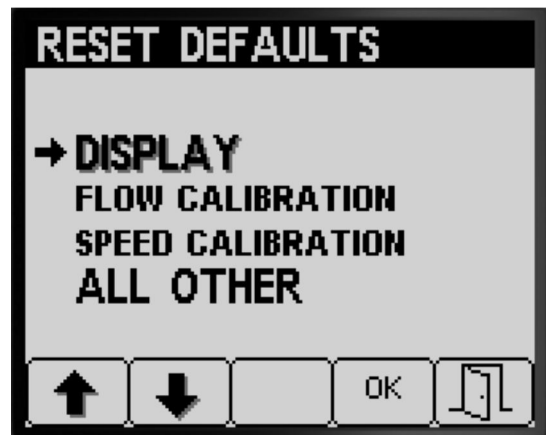 RESET DEFAULTS
DISPLAY
FLOW CALIBRATION
SPEED CALIBRATION
ALL OTHER
OK